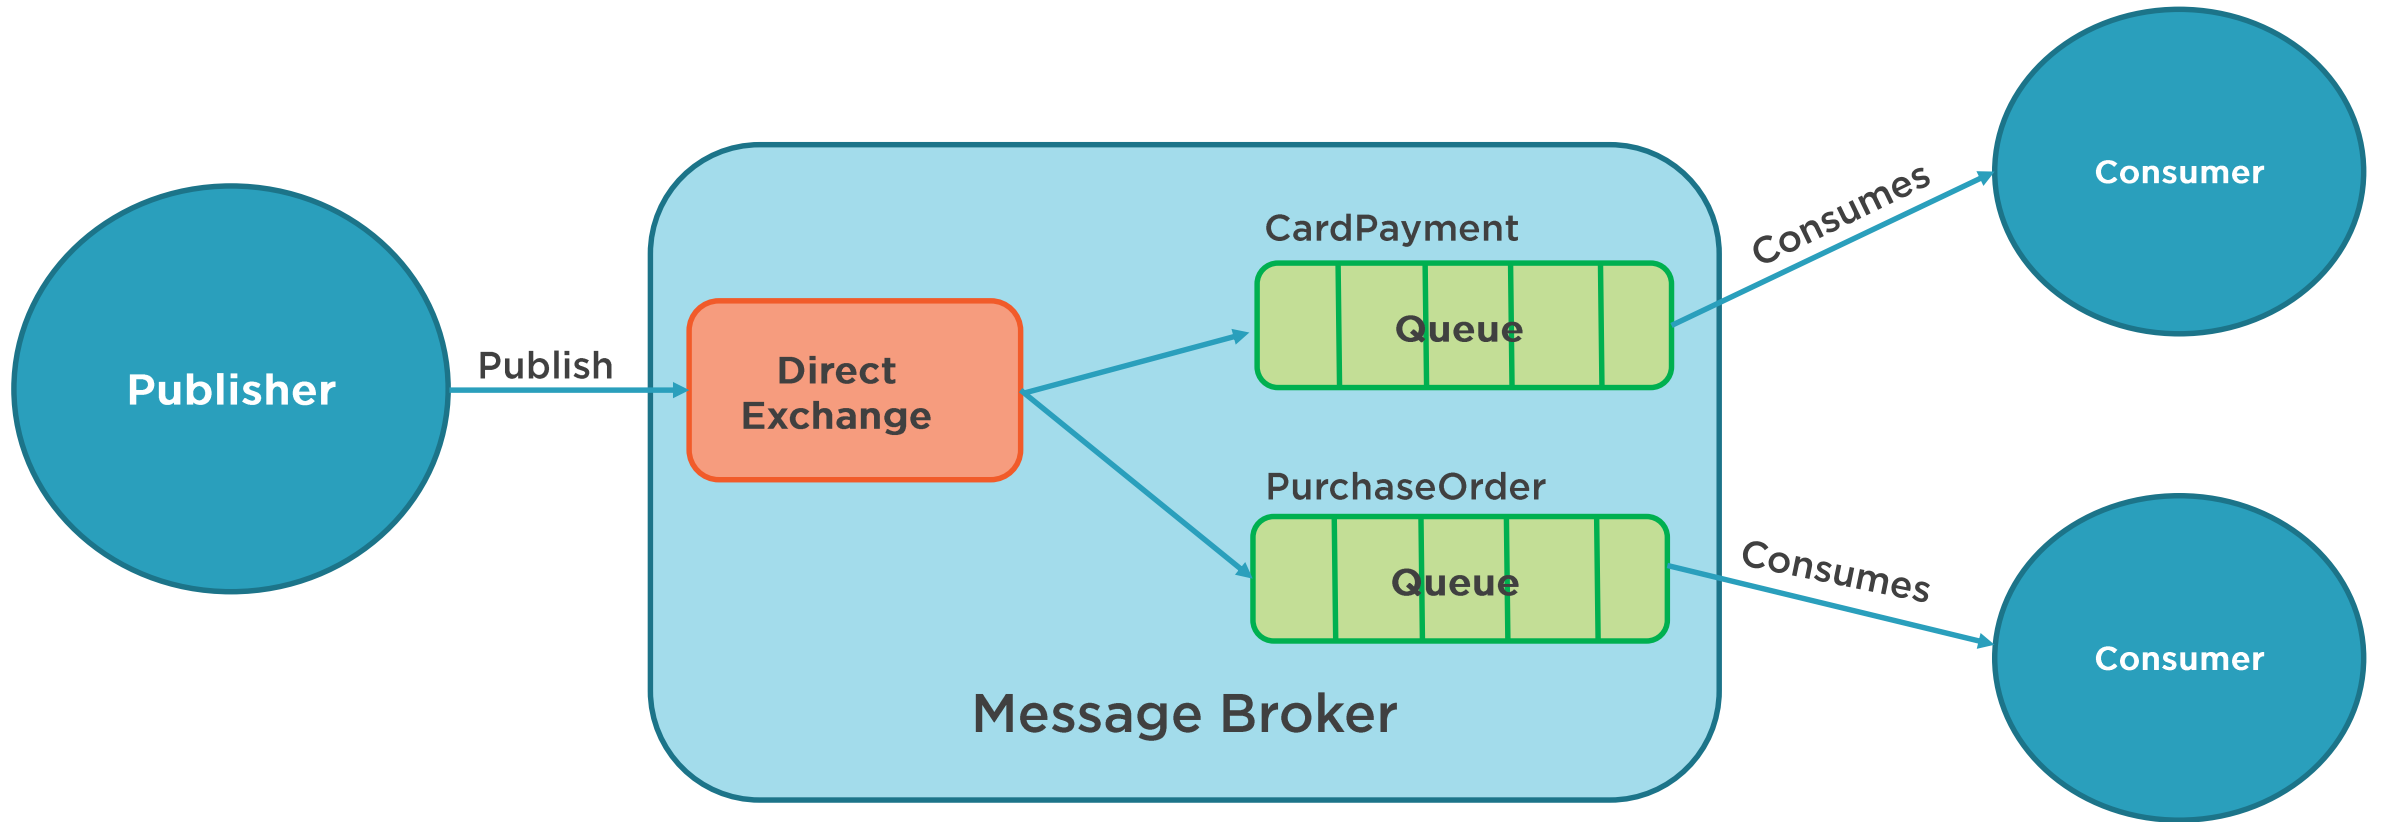 Publisher
Publish
Direct
Exchange
CardPayment
Queue
PurchaseOrder
Queue
Message Broker
Consumes
Consumer
Consumes
Consumer